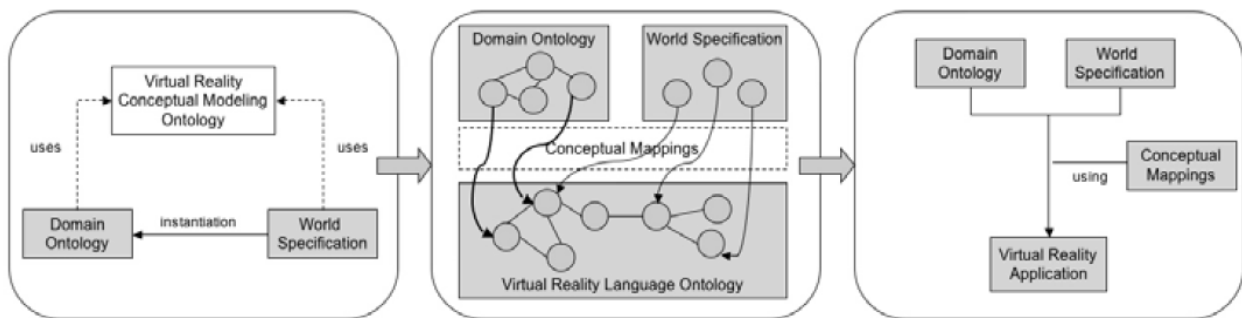 Virtual Reality
Conceptual Modeling
Ontology
uses
uses
Domain
Ontology
instantiation
World
Specification
Domain Ontology
World Specification
Conceptual Mappings
Virtual Reality Language Ontology
Domain
Ontology
World
Specification
Conceptual
Mappings
using
Virtual Reality
Application